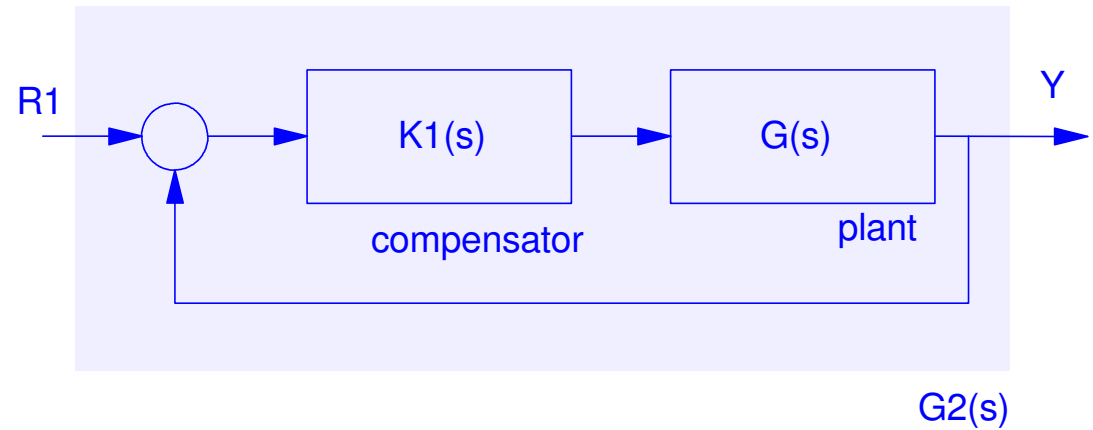 R1
K1(s)
G(s)
Y
compensator
plant
G2(s)